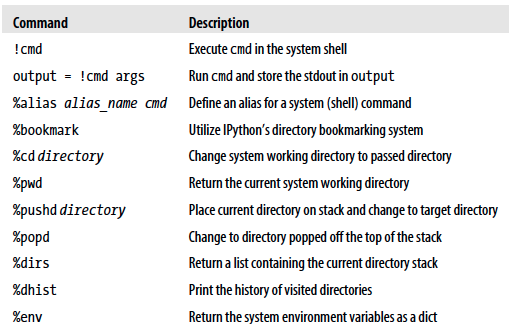 Command Description
!cmd Execute cmd in the system shell
output = !cmd args Run cmd and store the stdout in output
%alias alias_name cmd Define an alias for a system (shell) command
%bookmark Utilize IPython's directory bookmarking system
%cd directory Change system working directory to passed directory
%pwd Return the current system working directory
%pushd directory Place current directory on stack and change to target directory
%popd Change to directory popped off the top of the stack
%dirs Return a list containing the current directory stack
%dhist Print the history of visited directories
%env Return the system environment variables as a dict